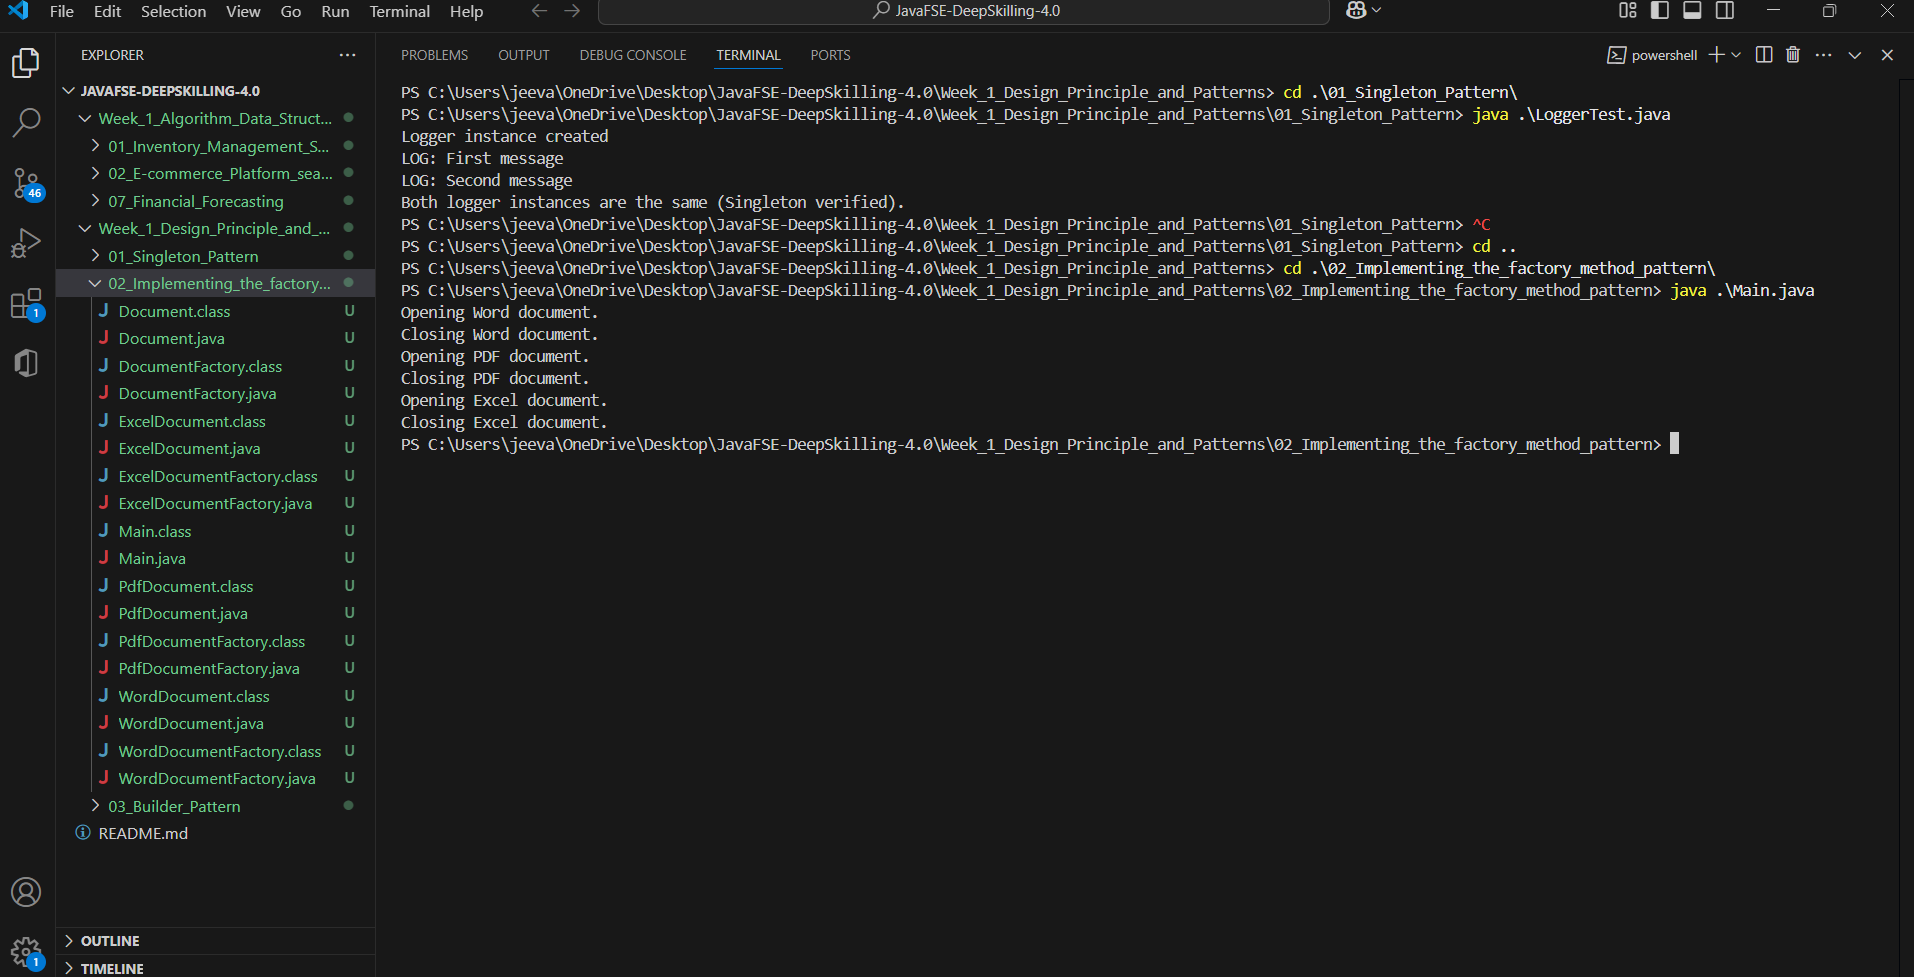 File Edit Selection View Go Run Terminal Help
JavaFSE-DeepSkilling-4.0
EXPLORER
JAVAFSE-DEEPSKILLING-4.0
Week_1_Algorithm_Data_Struct...
01_Inventory_Management_S...
02_E-commerce_Platform_sea...
07_Financial_Forecasting
Week_1_Design_Principle_and_...
01_Singleton_Pattern
02_Implementing_the_factory...
Document.class U
Document.java U
DocumentFactory.class U
DocumentFactory.java U
ExcelDocument.class U
ExcelDocument.java U
ExcelDocumentFactory.class U
ExcelDocumentFactory.java U
Main.class U
Main.java U
PdfDocument.class U
PdfDocument.java U
PdfDocumentFactory.class U
PdfDocumentFactory.java U
WordDocument.class U
WordDocument.java U
WordDocumentFactory.class U
WordDocumentFactory.java U
03_Builder_Pattern
README.md
OUTLINE
TIMELINE
46
1
1
PROBLEMS OUTPUT DEBUG CONSOLE TERMINAL PORTS
powershell
PS C:\Users\jeeva\OneDrive\Desktop\JavaFSE-DeepSkilling-4.0\Week_1_Design_Principle_and_Patterns> cd .\01_Singleton_Pattern\
PS C:\Users\jeeva\OneDrive\Desktop\JavaFSE-DeepSkilling-4.0\Week_1_Design_Principle_and_Patterns\01_Singleton_Pattern> java .\LoggerTest.java
Logger instance created
LOG: First message
LOG: Second message
Both logger instances are the same (Singleton verified).
PS C:\Users\jeeva\OneDrive\Desktop\JavaFSE-DeepSkilling-4.0\Week_1_Design_Principle_and_Patterns\01_Singleton_Pattern> ^C
PS C:\Users\jeeva\OneDrive\Desktop\JavaFSE-DeepSkilling-4.0\Week_1_Design_Principle_and_Patterns\01_Singleton_Pattern> cd ..
PS C:\Users\jeeva\OneDrive\Desktop\JavaFSE-DeepSkilling-4.0\Week_1_Design_Principle_and_Patterns> cd .\02_Implementing_the_factory_method_pattern\
PS C:\Users\jeeva\OneDrive\Desktop\JavaFSE-DeepSkilling-4.0\Week_1_Design_Principle_and_Patterns\02_Implementing_the_factory_method_pattern> java .\Main.java
Opening Word document.
Closing Word document.
Opening PDF document.
Closing PDF document.
Opening Excel document.
Closing Excel document.
PS C:\Users\jeeva\OneDrive\Desktop\JavaFSE-DeepSkilling-4.0\Week_1_Design_Principle_and_Patterns\02_Implementing_the_factory_method_pattern>